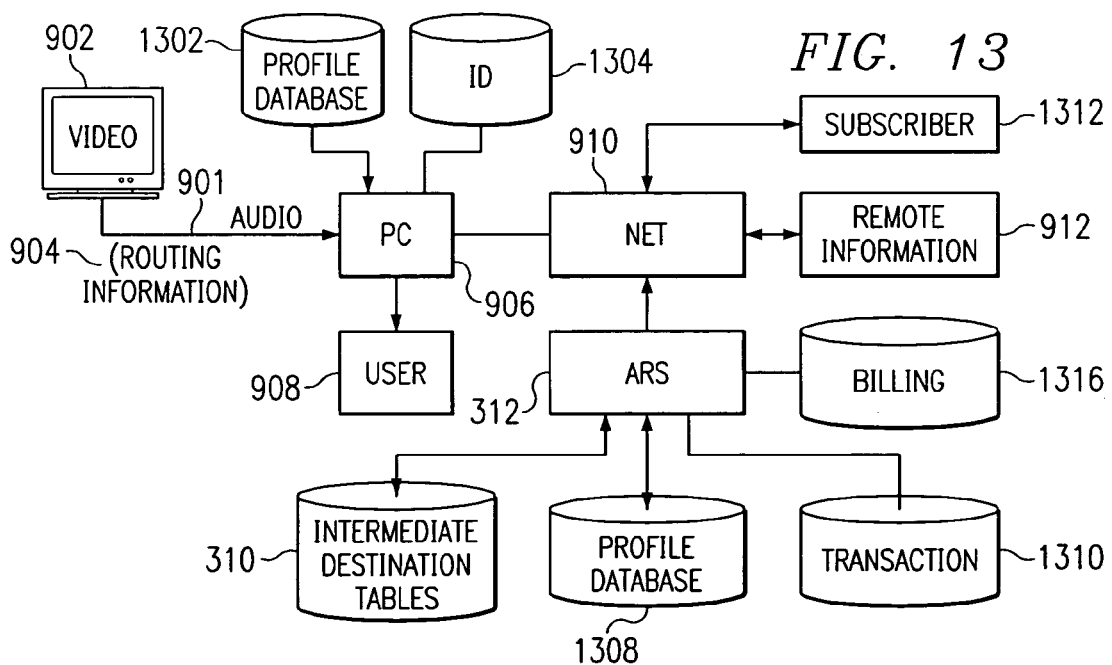 FIG. 13
902
1302
PROFILE
DATABASE
ID
1304
VIDEO
901
AUDIO
904
(ROUTING
INFORMATION)
PC
906
910
NET
SUBSCRIBER
1312
REMOTE
INFORMATION
912
USER
908
ARS
312
BILLING
1316
310
INTERMEDIATE
DESTINATION
TABLES
PROFILE
DATABASE
1308
TRANSACTION
1310